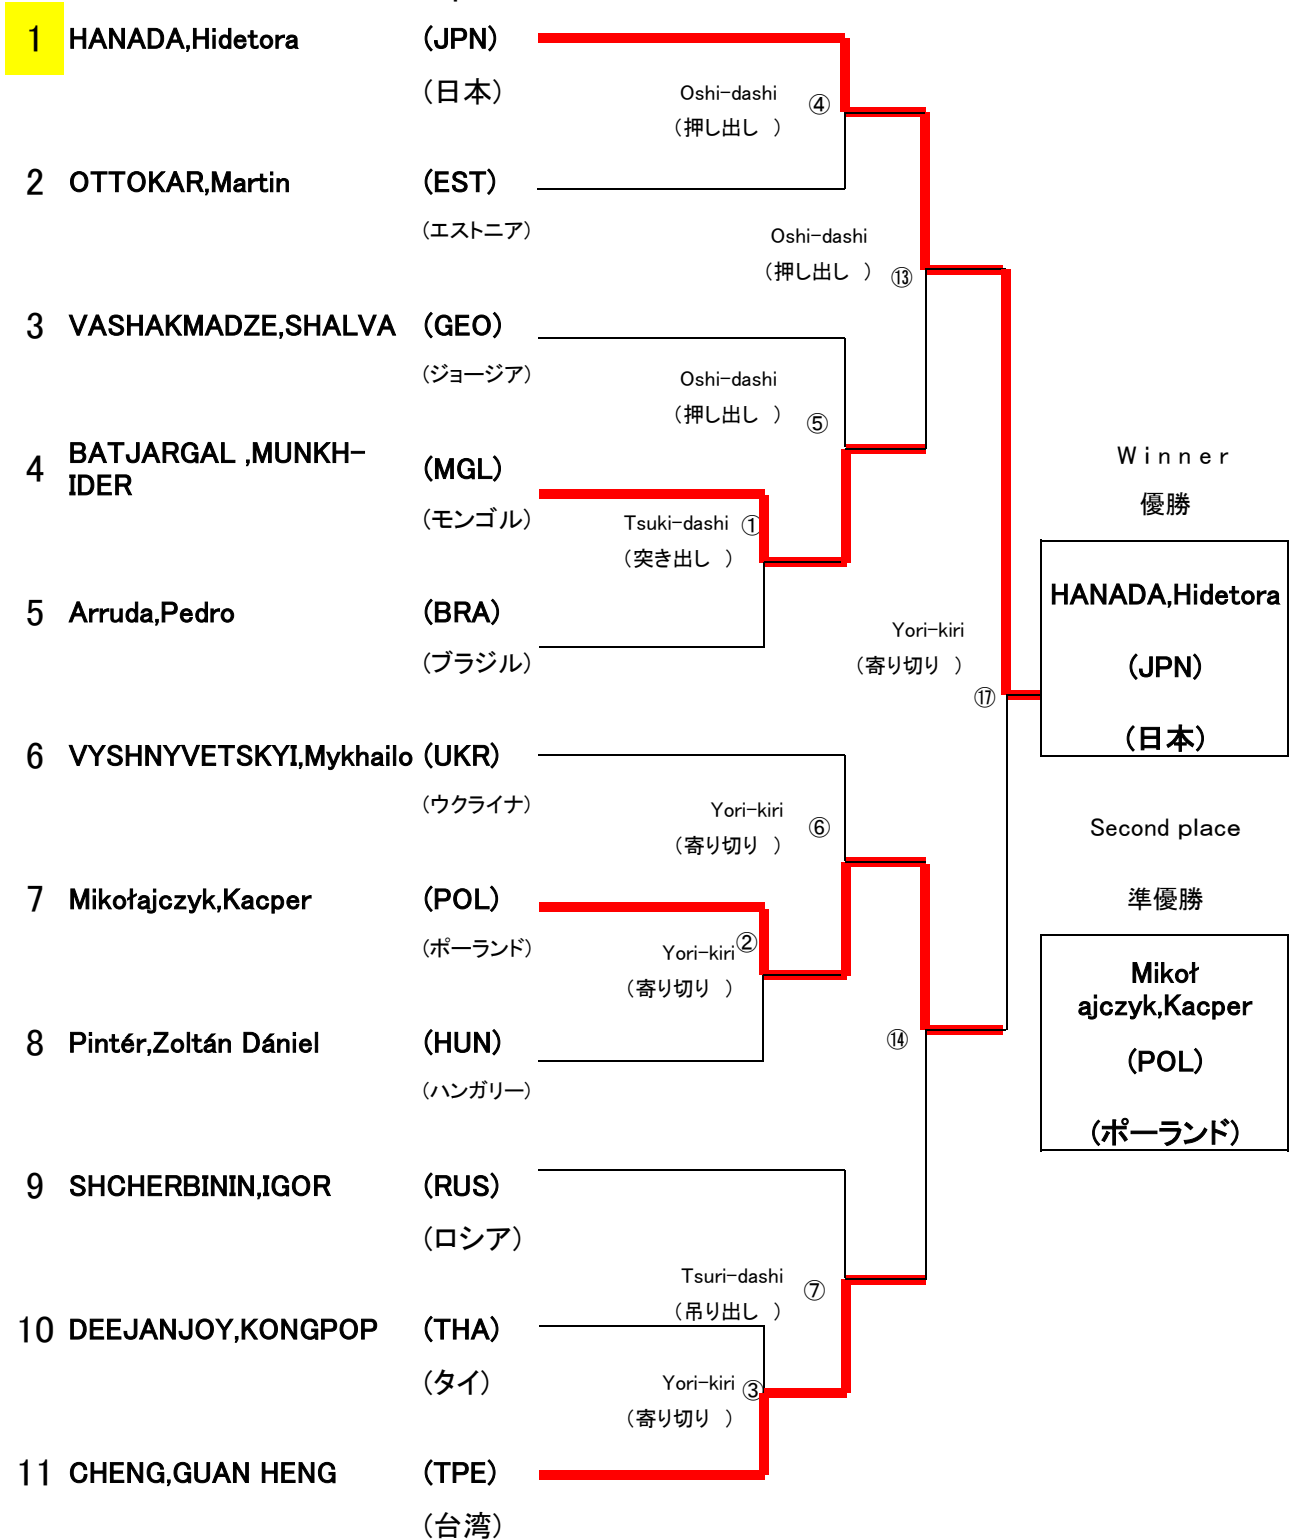 1 HANADA,Hidetora (JPN)
(日本)
Oshi-dashi
(押し出し )
④
2 OTTOKAR,Martin (EST)
(エストニア)
Oshi-dashi
(押し出し )
⑬
3 VASHAKMADZE,SHALVA (GEO)
(ジョージア)
Oshi-dashi
(押し出し )
⑤
4 BATJARGAL ,MUNKH-
IDER
(MGL)
(モンゴル)
Tsuki-dashi ①
(突き出し )
5 Arruda,Pedro (BRA)
(ブラジル)
Yori-kiri
(寄り切り )
⑰
Winner
優勝
HANADA,Hidetora
(JPN)
(日本)
6 VYSHNYVETSKYI,Mykhailo (UKR)
(ウクライナ)
Yori-kiri
(寄り切り )
⑥
Second place
準優勝
Mikoł
ajczyk,Kacper
(POL)
(ポーランド)
7 Mikołajczyk,Kacper (POL)
(ポーランド)
Yori-kiri ②
(寄り切り )
8 Pintér,Zoltán Dániel (HUN)
(ハンガリー)
⑭
9 SHCHERBININ,IGOR (RUS)
(ロシア)
Tsuri-dashi
(吊り出し )
⑦
10 DEEJANJOY,KONGPOP (THA)
(タイ)
Yori-kiri ③
(寄り切り )
11 CHENG,GUAN HENG (TPE)
(台湾)